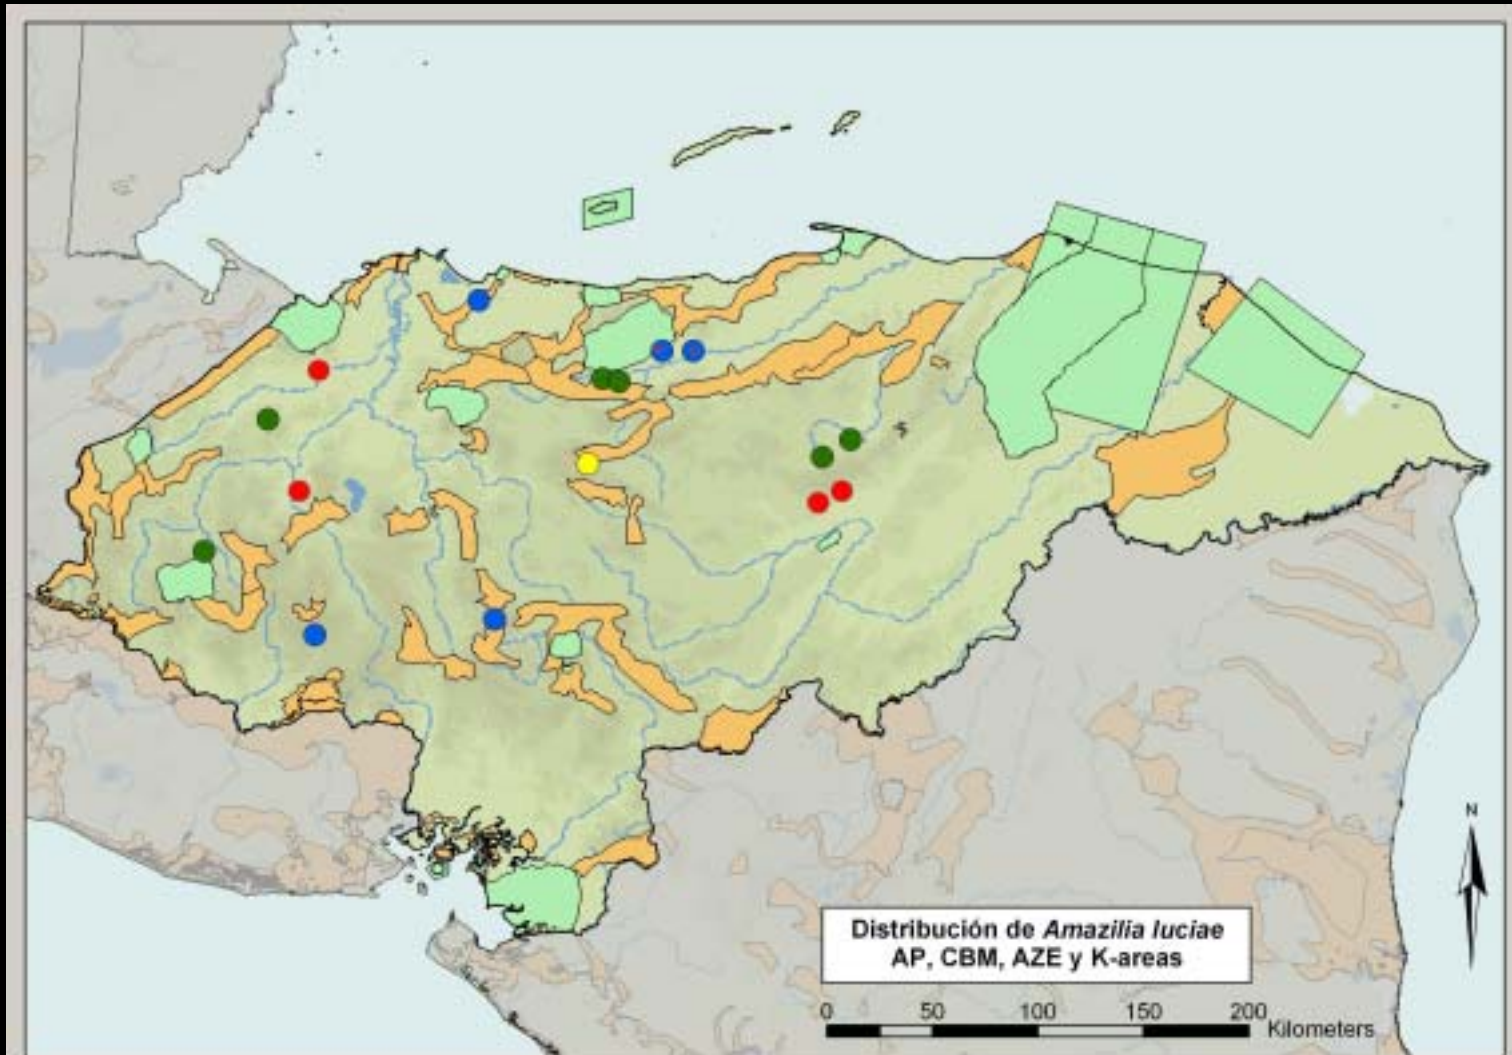 N
Distribución de Amazilia luciae
AP, CBM, AZE y K-areas
0 50 100 150 200
Kilometers